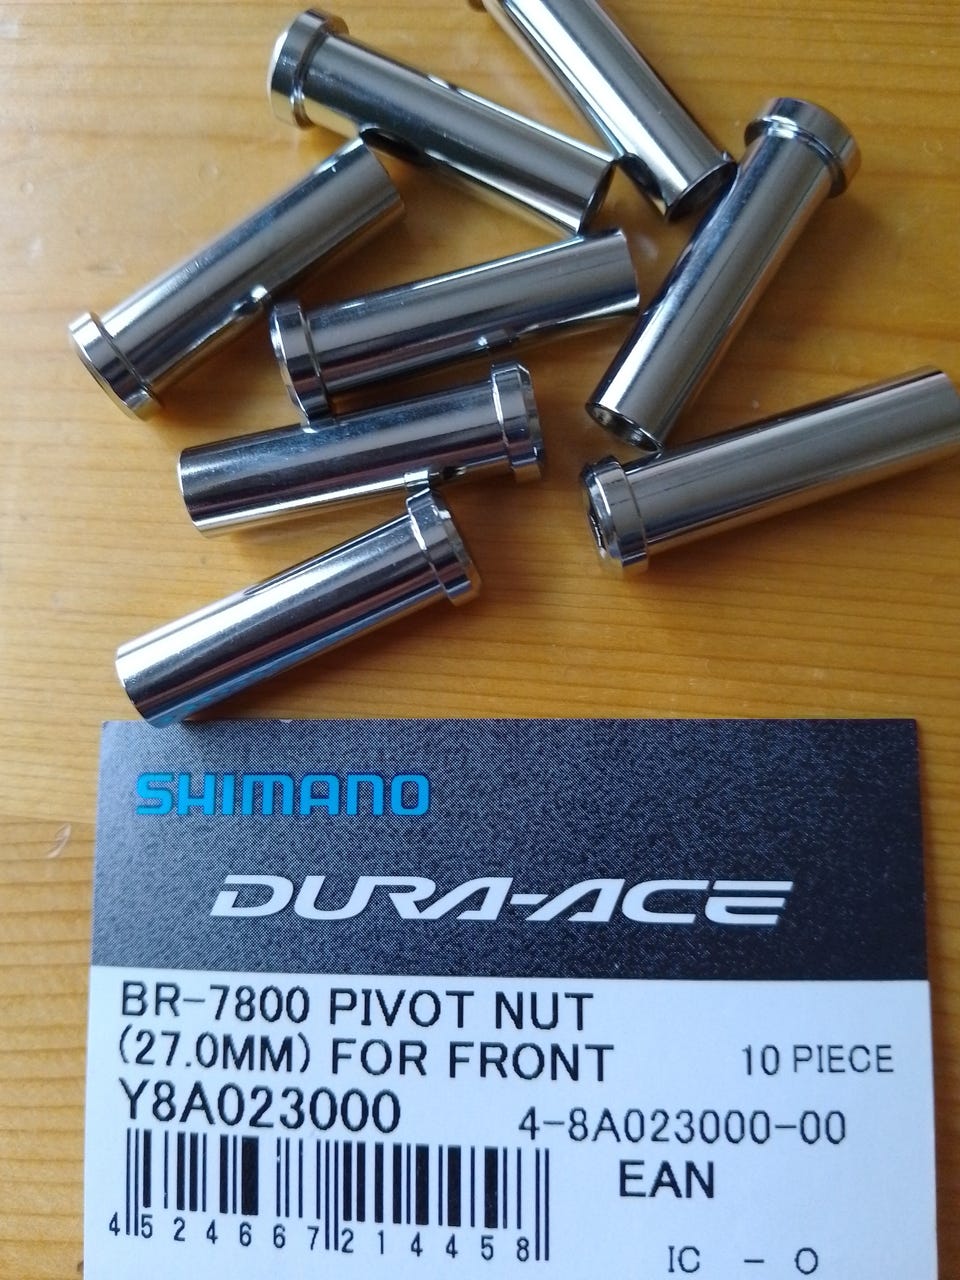 SHIMANO
DURA-ACE
BR-7800 PIVOT NUT
(27.0MM) FOR FRONT 10 PIECE
Y8A023000 4-8A023000-00
EAN
4 524667 214458
IC - O